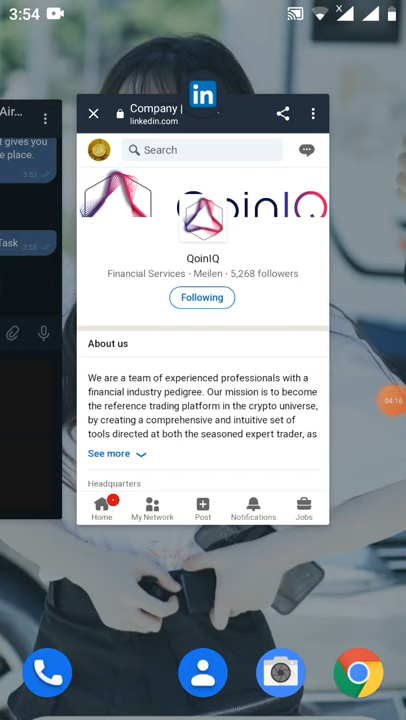 3:54
Air...
t gives you
e place.
3:53
Task
3:53
in
Company |
linkedin.com
Search
QoinIQ
QoinIQ
Financial Services · Meilen · 5,268 followers
Following
About us
We are a team of experienced professionals with a
financial industry pedigree. Our mission is to become
the reference trading platform in the crypto universe,
by creating a comprehensive and intuitive set of
tools directed at both the seasoned expert trader, as
See more
Headquarters
Home
My Network
Post
Notifications
Jobs
04:16